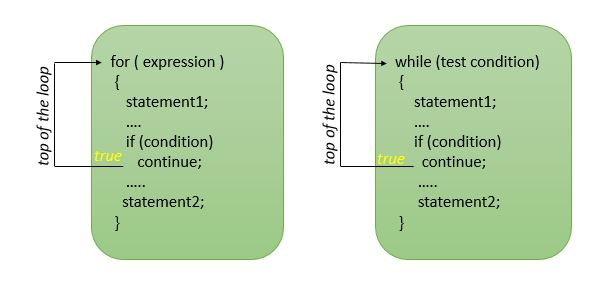 top of the loop
for ( expression )
{
statement1;
....
if (condition)
true
continue;
.....
statement2;
}
top of the loop
while (test condition)
{
statement1;
....
if (condition)
true
continue;
.....
statement2;
}